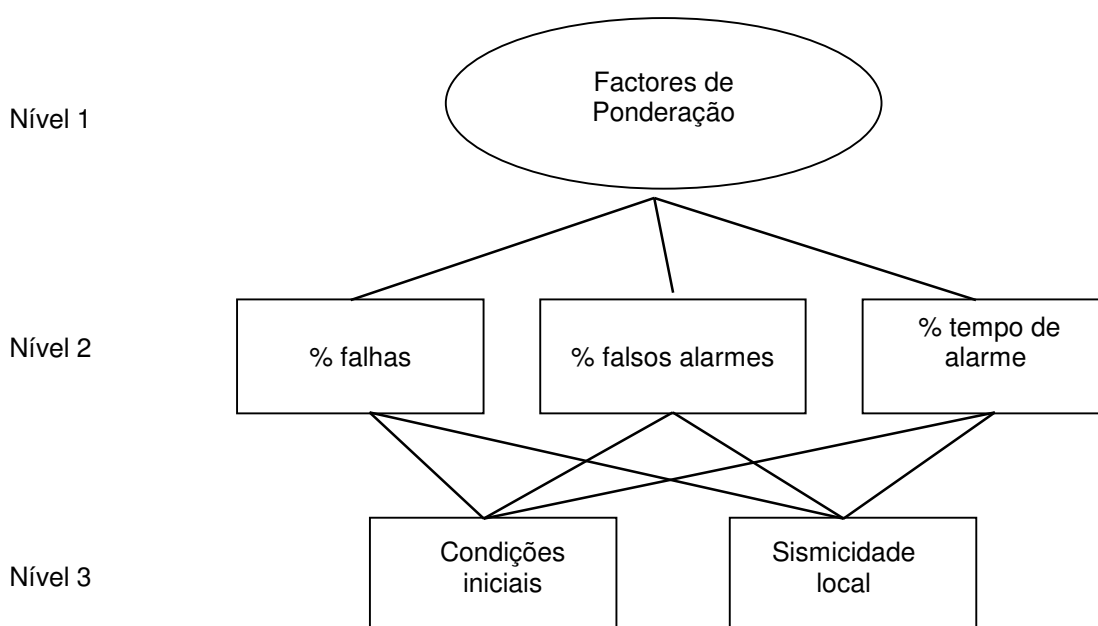 Factores de
Ponderação
Nível 1
% falhas
% falsos alarmes
% tempo de
alarme
Nível 2
Condições
iniciais
Sismicidade
local
Nível 3